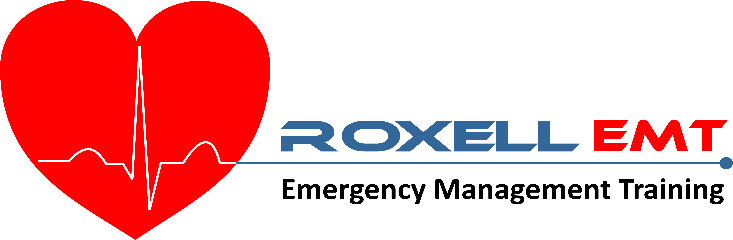 ROXELL EMT
Emergency Management Training